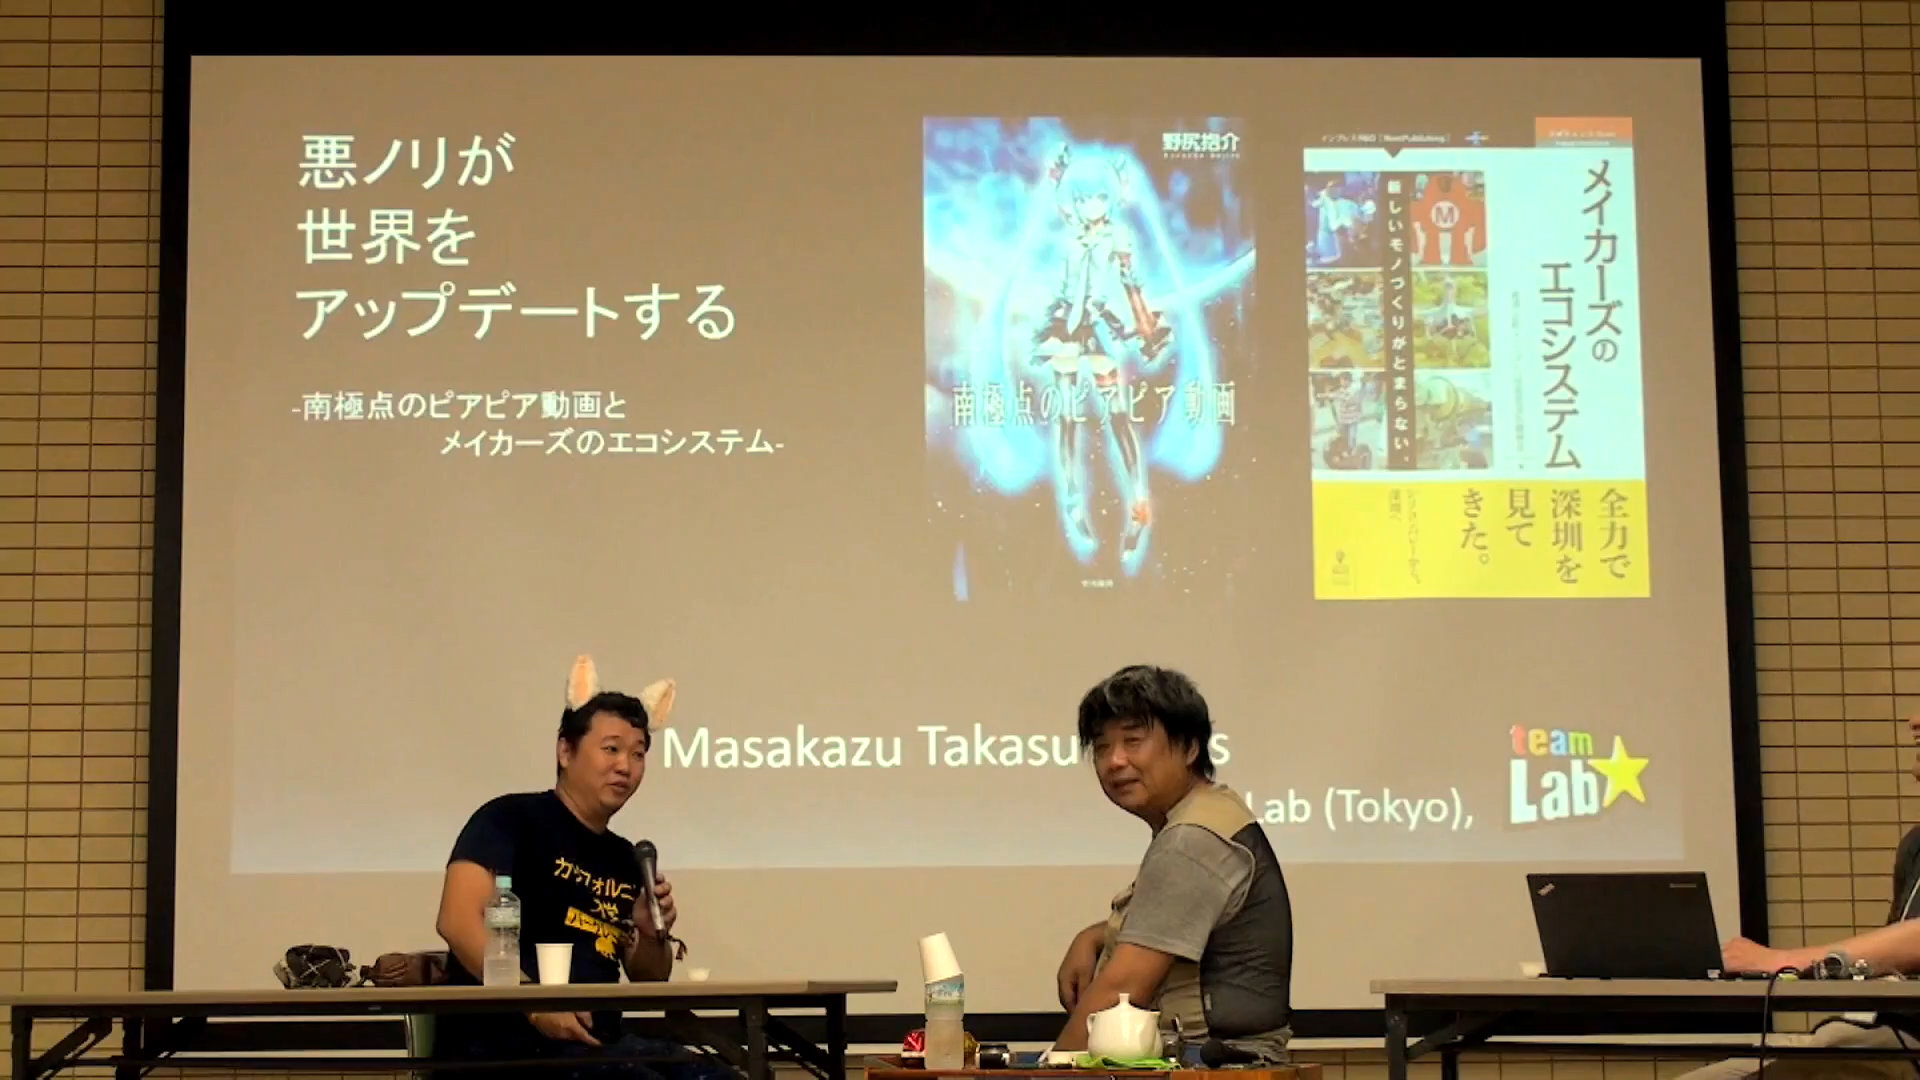 悪ノリが
世界を
アップデートする
-南極点のピアピア動画と
メイカーズのエコシステム-
野尻抱介
南極点のピアピア動画
メイカーズの
エコシステム
新しいモノづくりがとまらない。
M
全力で
深圳を
見て
きた。
Masakazu Takasu
Lab (Tokyo),
team
Lab